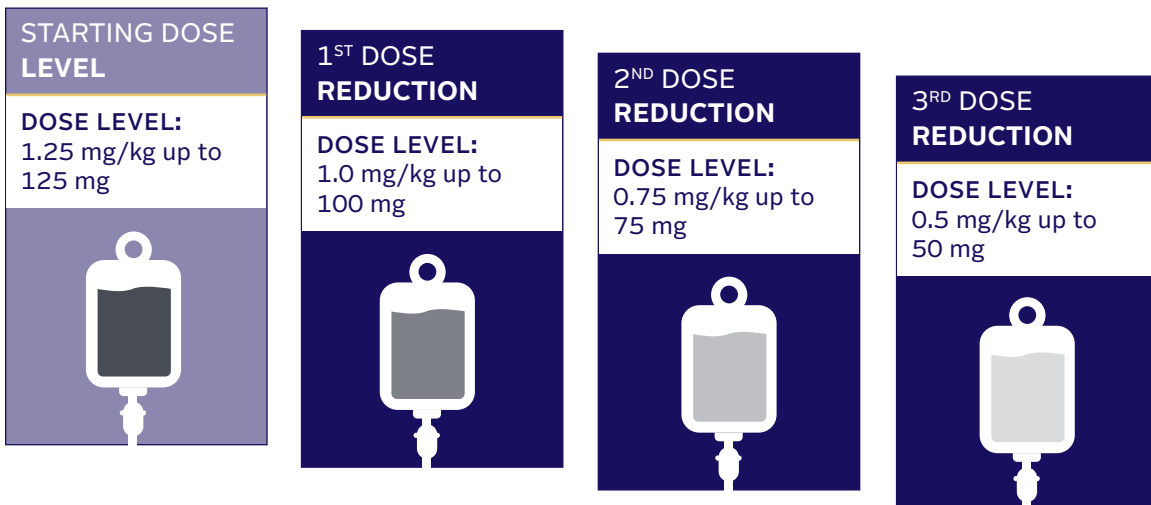 STARTING DOSE
LEVEL
DOSE LEVEL:
1.25 mg/kg up to
125 mg
1ST DOSE
REDUCTION
DOSE LEVEL:
1.0 mg/kg up to
100 mg
2ND DOSE
REDUCTION
DOSE LEVEL:
0.75 mg/kg up to
75 mg
3RD DOSE
REDUCTION
DOSE LEVEL:
0.5 mg/kg up to
50 mg